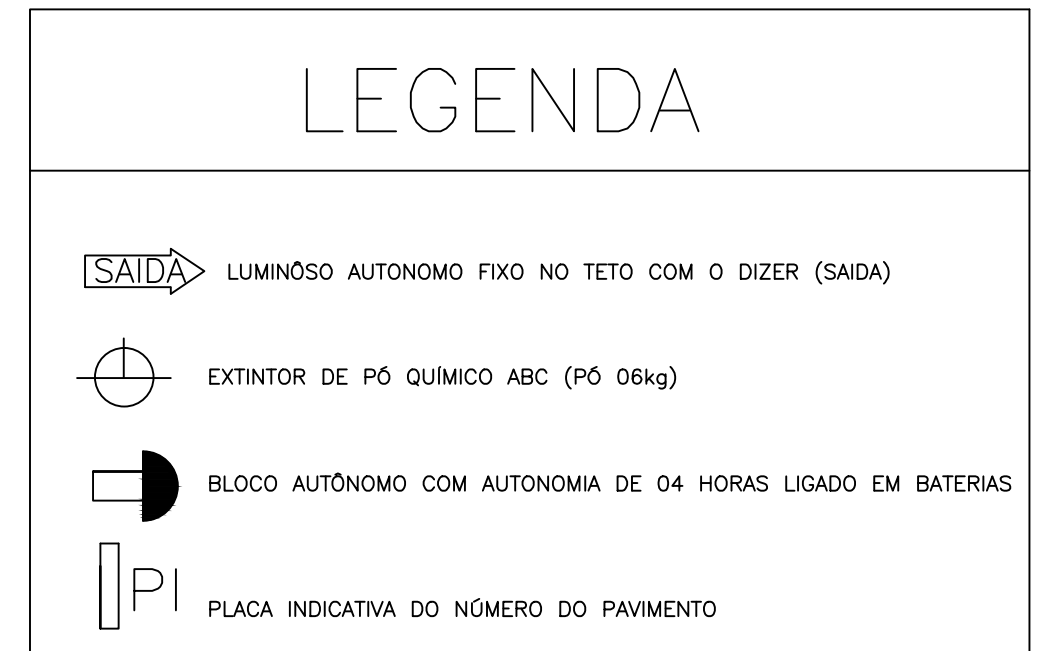 LEGENDA
SAIDA LUMINÔSO AUTONOMO FIXO NO TETO COM O DIZER (SAIDA)
EXTINTOR DE PÓ QUÍMICO ABC (PÓ 06kg)
BLOCO AUTÔNOMO COM AUTONOMIA DE 04 HORAS LIGADO EM BATERIAS
PI PLACA INDICATIVA DO NÚMERO DO PAVIMENTO